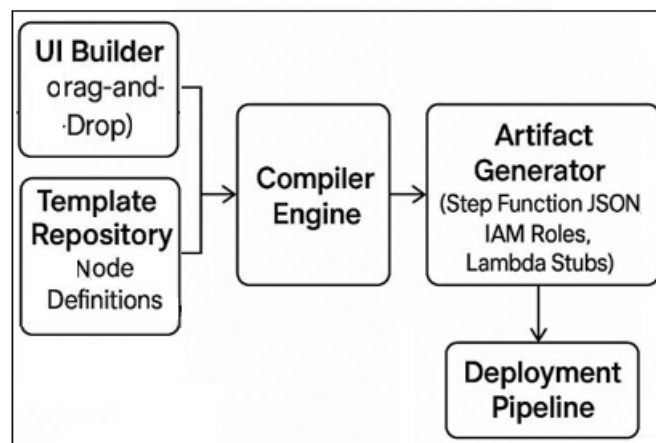 UI Builder
orag-and-
·Drop)
Template
Repository
Node
Definitions
Compiler
Engine
Artifact
Generator
(Step Function JSON
IAM Roles,
Lambda Stubs)
Deployment
Pipeline